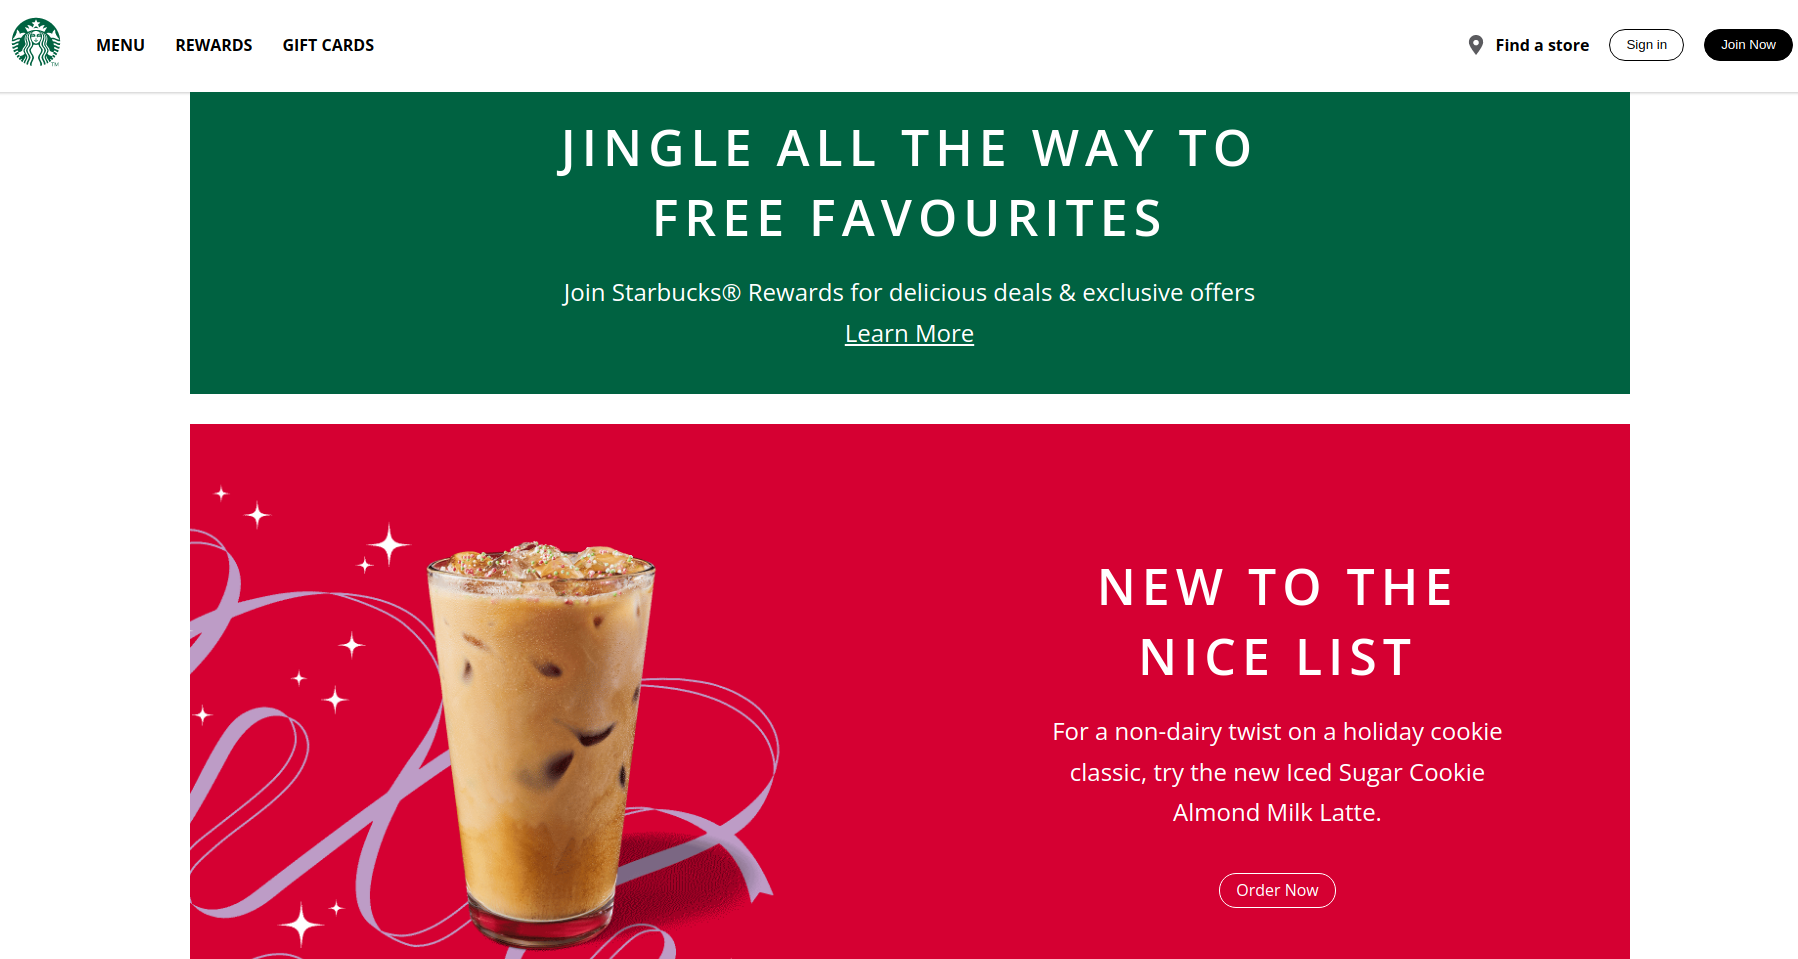 MENU REWARDS GIFT CARDS Find a store Sign in Join Now
JINGLE ALL THE WAY TO
FREE FAVOURITES
Join Starbucks® Rewards for delicious deals & exclusive offers
Learn More
NEW TO THE
NICE LIST
For a non-dairy twist on a holiday cookie
classic, try the new Iced Sugar Cookie
Almond Milk Latte.
Order Now